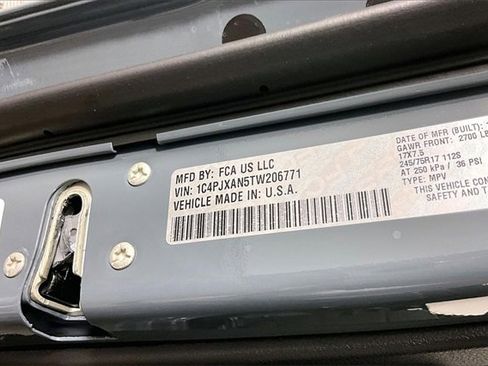 MFD BY: FCA US LLC
VIN: 1C4PJXAN5TW206771
VEHICLE MADE IN: U.S.A.
DATE OF MFR (BUILT):
GAWR FRONT: 2700 LB
17X7.5
245/75R17 112S
AT 250 kPa / 36 PSI
TYPE: MPV
THIS VEHICLE CON
SAFETY AND T